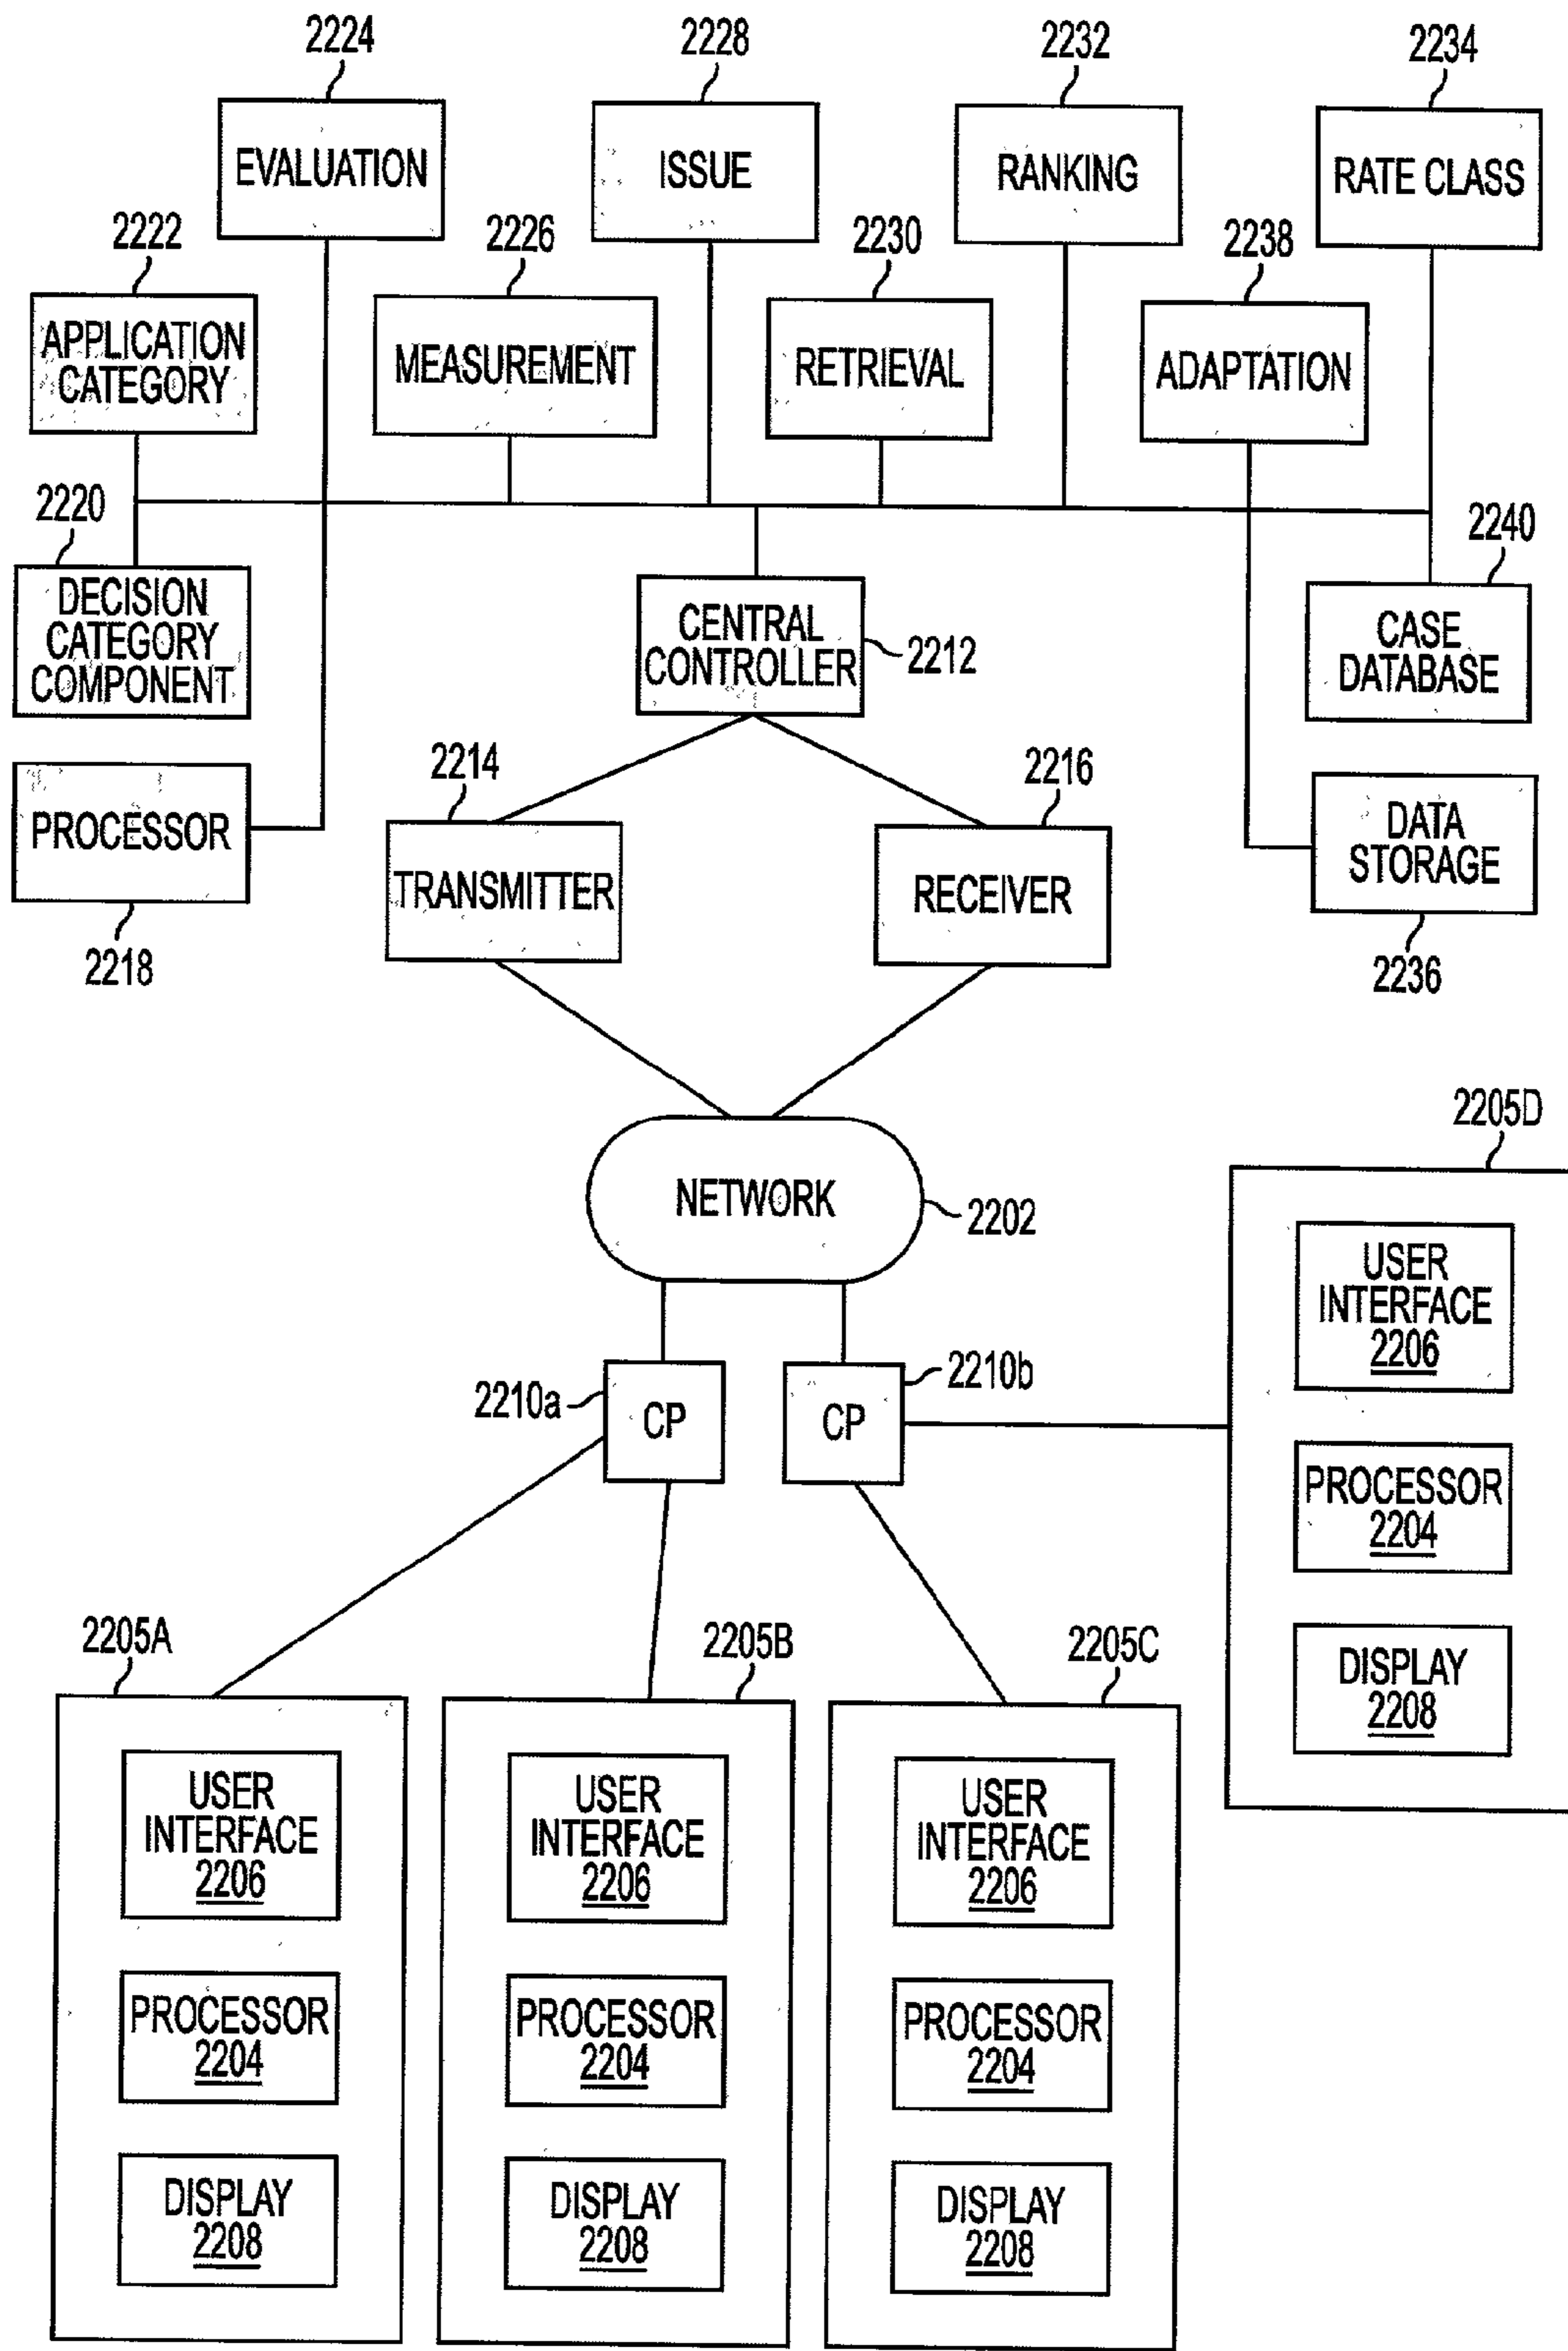 2224
2228
2232
2234
EVALUATION
ISSUE
RANKING
RATE CLASS
2222
2226
2230
2238
APPLICATION
CATEGORY
MEASUREMENT
RETRIEVAL
ADAPTATION
2220
2240
DECISION
CATEGORY
COMPONENT
CENTRAL
CONTROLLER
2212
CASE
DATABASE
2214
2216
PROCESSOR
TRANSMITTER
RECEIVER
DATA
STORAGE
2218
2236
NETWORK
2202
2205D
USER
INTERFACE
2206
PROCESSOR
2204
DISPLAY
2208
2210a
CP
2210b
CP
2205A
USER
INTERFACE
2206
PROCESSOR
2204
DISPLAY
2208
2205B
USER
INTERFACE
2206
PROCESSOR
2204
DISPLAY
2208
2205C
USER
INTERFACE
2206
PROCESSOR
2204
DISPLAY
2208